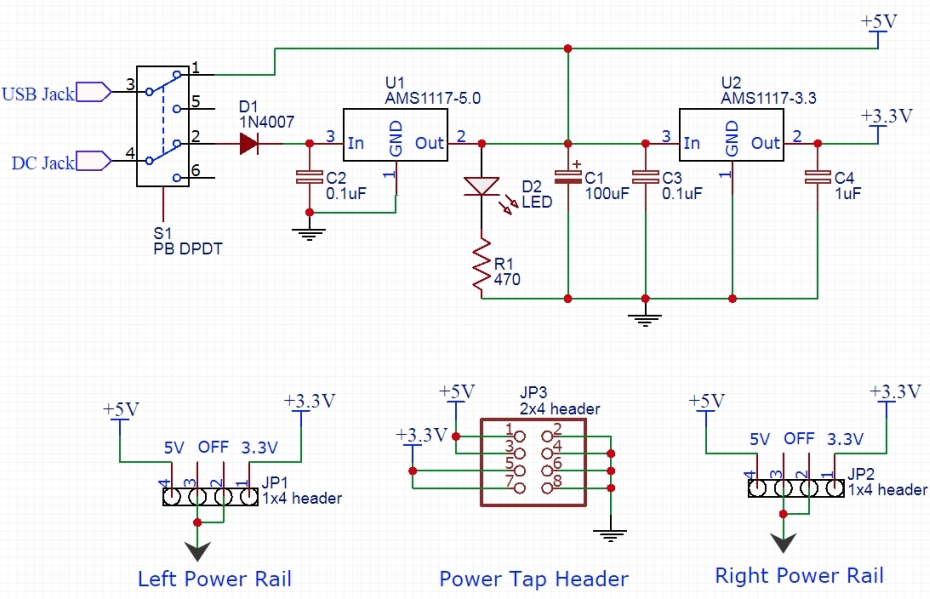 +5V
USB Jack
3
1
5
DC Jack
4
2
6
S1
PB DPDT
D1
1N4007
U1
AMS1117-5.0
3
In
GND
Out
2
1
C2
0.1uF
D2
LED
R1
470
+
C1
100uF
C3
0.1uF
U2
AMS1117-3.3
3
In
GND
Out
2
1
+3.3V
C4
1uF
+5V
+3.3V
5V OFF 3.3V
4 3 2 1
JP1
1x4 header
Left Power Rail
+5V
+3.3V
JP3
2x4 header
1 2
3 4
5 6
7 8
Power Tap Header
+5V
+3.3V
5V OFF 3.3V
4 3 2 1
JP2
1x4 header
Right Power Rail